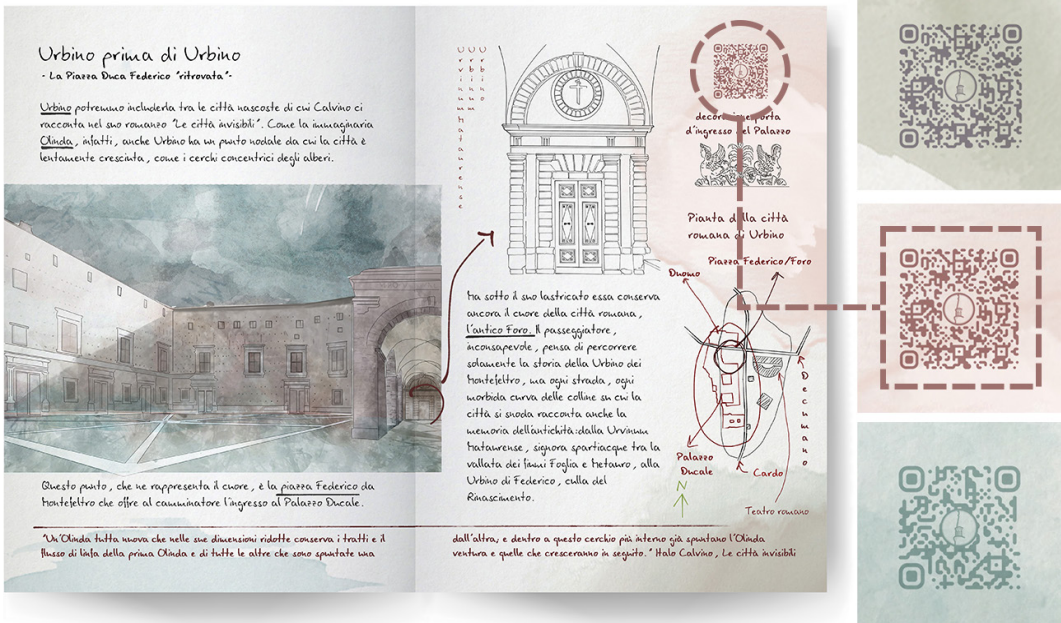 Urbino prima di Urbino
- La Piazza Duca Federico "ritrovata"-
Urbino potremmo includerla tra le città nascoste di cui Calvino ci
racconta nel suo romanzo "Le città invisibili". Come la immaginaria
Olinda, infatti, anche Urbino ha un punto nodale da cui la città è
lentamente cresciuta, come i cerchi concentrici degli alberi.
Questo punto, che ne rappresenta il cuore, è la piazza Federico da
Montefeltro che offre al camminatore l'ingresso al Palazzo Ducale.
Urvinum Mataurense
Urvinum
Urbino
decorazione porta
d'ingresso del Palazzo
Pianta della città
romana di Urbino
Piazza Federico/Foro
Duomo
Decumano
Palazzo
Ducale
Cardo
N
Teatro romano
Ma sotto il suo lastricato essa conserva
ancora il cuore della città romana,
l'antico Foro. Il passeggiatore,
inconsapevole, pensa di percorrere
solamente la storia della Urbino dei
Montefeltro, ma ogni strada, ogni
morbida curva delle colline su cui la
città si snoda racconta anche la
memoria dell'antichità: dalla Urvinum
Mataurense, signora spartiacque tra la
vallata dei fiumi Foglia e Metauro, alla
Urbino di Federico, culla del
Rinascimento.
"Un'Olinda tutta nuova che nelle sue dimensioni ridotte conserva i tratti e il
flusso di linfa della prima Olinda e di tutte le altre che sono spuntate una
dall'altra; e dentro a questo cerchio più interno già spuntano l'Olinda
ventura e quelle che cresceranno in seguito." Italo Calvino, Le città invisibili